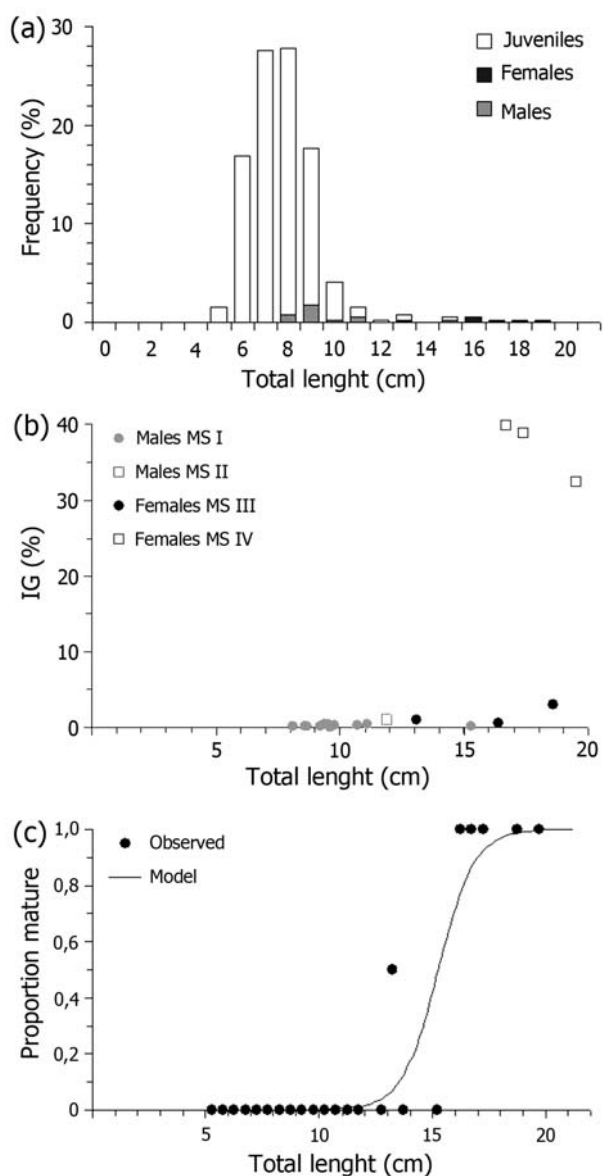 (a)
30
20
10
0
Frequency (%)
Juveniles
Females
Males
0 2 4 5 6 8 8 10 12 14 16 18 20
Total lenght (cm)
(b)
40
30
20
10
0
IG (%)
Males MS I
Males MS II
Females MS III
Females MS IV
5 10 15 20
Total lenght (cm)
(c)
1,0
0,8
0,6
0,4
0,2
0
Proportion mature
Observed
Model
5 10 15 20
Total lenght (cm)